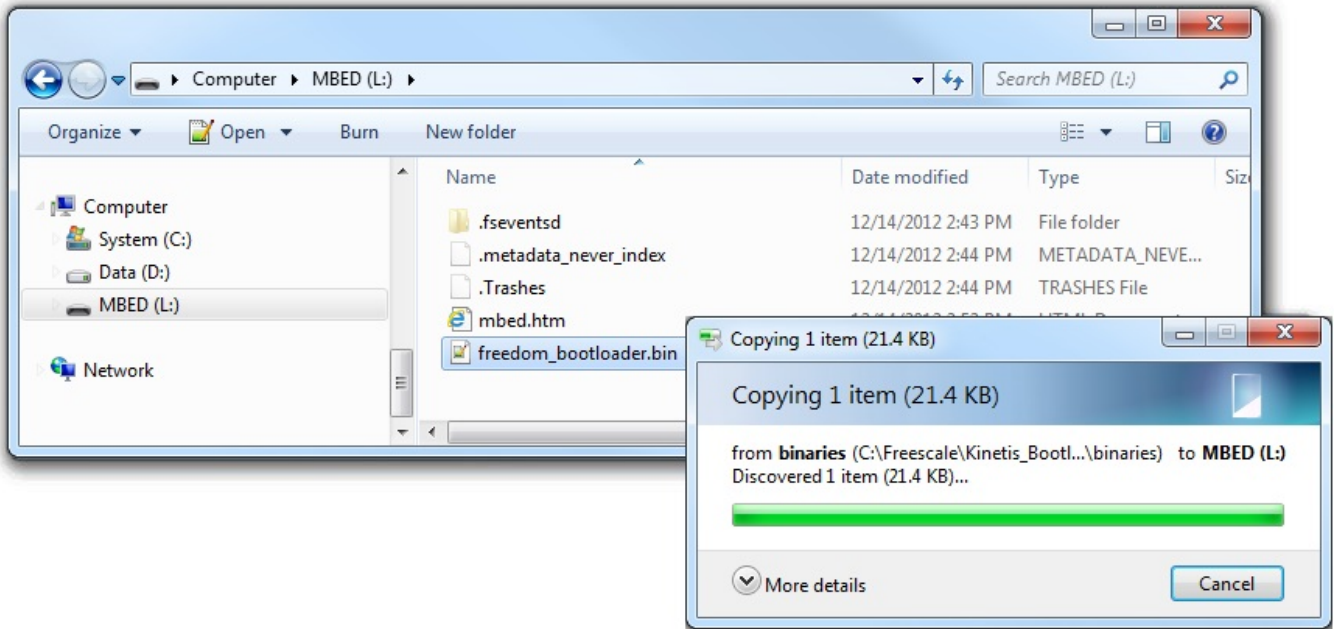 Computer MBED (L:) Search MBED (L:)
Organize Open Burn New folder
Name Date modified Type Siz
Computer
System (C:)
Data (D:)
MBED (L:)
Network
.fseventsd 12/14/2012 2:43 PM File folder
.metadata_never_index 12/14/2012 2:44 PM METADATA_NEVE...
.Trashes 12/14/2012 2:44 PM TRASHES File
mbed.htm
freedom_bootloader.bin
Copying 1 item (21.4 KB)
Copying 1 item (21.4 KB)
from binaries (C:\Freescale\Kinetis_Bootl...\binaries) to MBED (L:)
Discovered 1 item (21.4 KB)...
More details Cancel